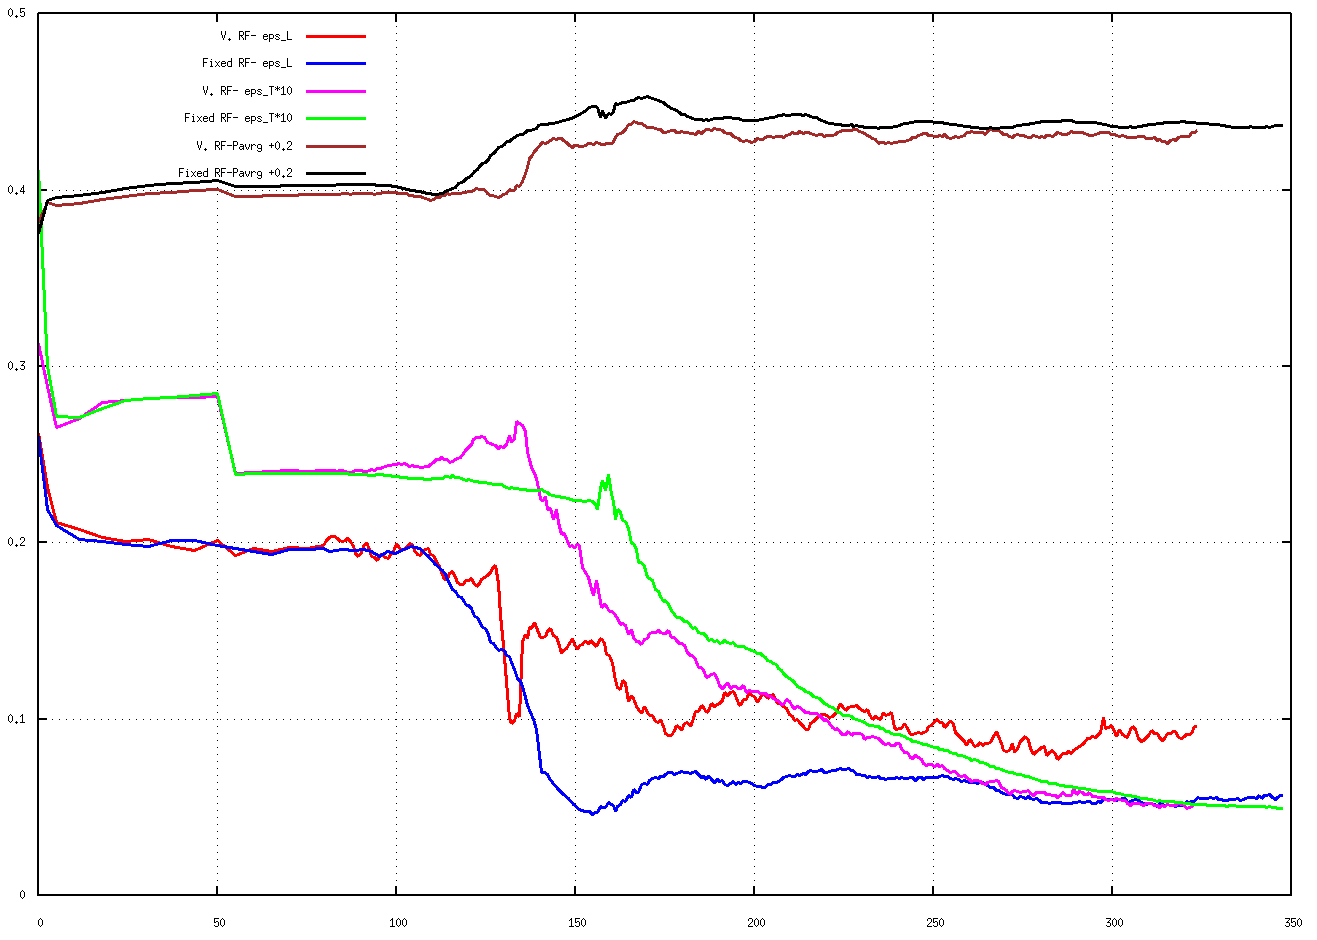 0.5
V. RF- eps_L
Fixed RF- eps_L
V. RF- eps_T*10
Fixed RF- eps_T*10
V. RF-Pavrg +0.2
Fixed RF-Pavrg +0.2
0.4
0.3
0.2
0.1
0
0 50 100 150 200 250 300 350